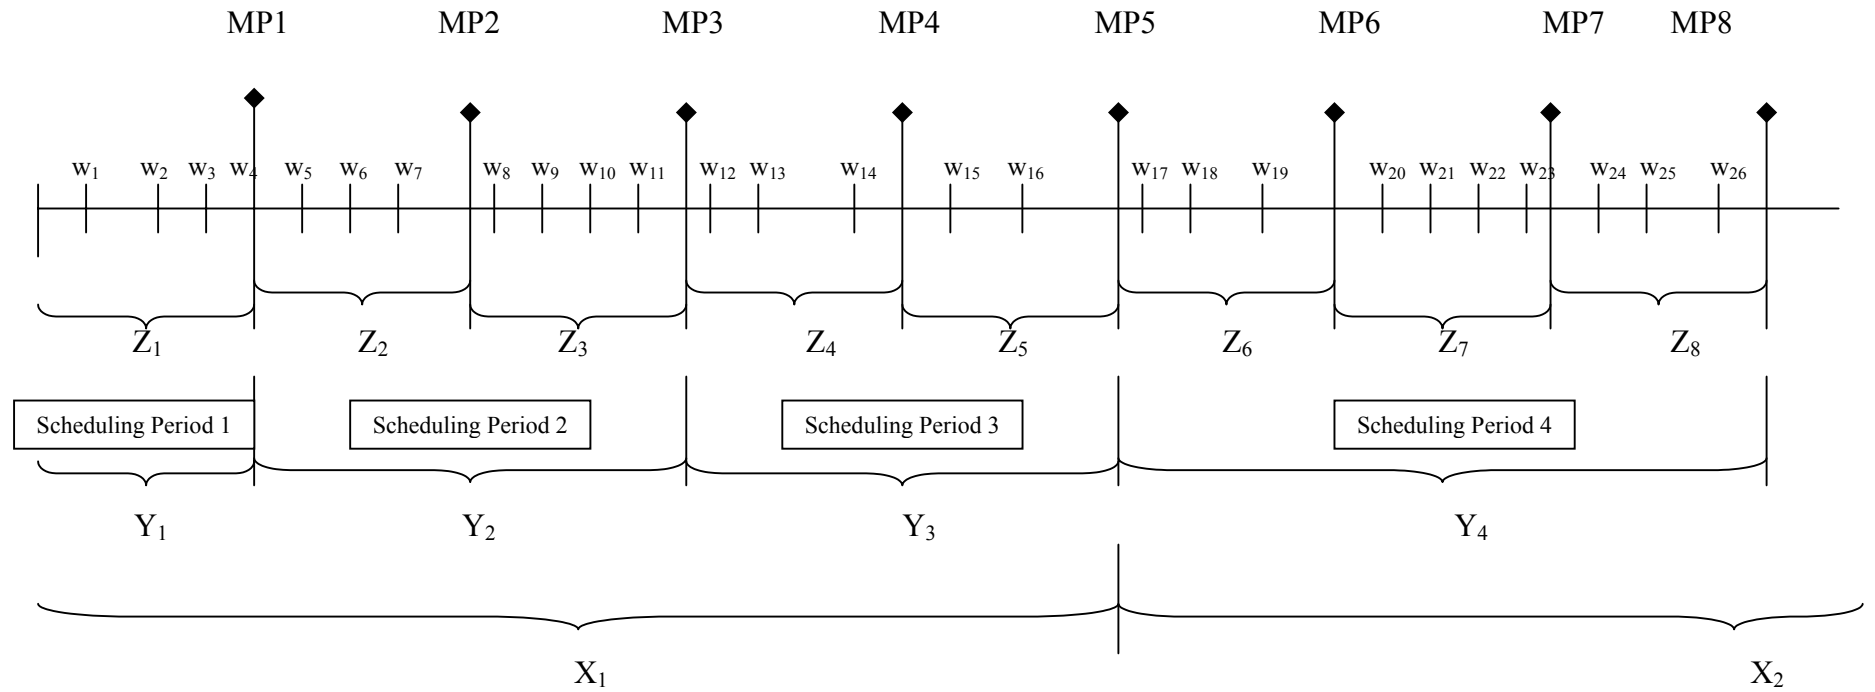 MP1 MP2 MP3 MP4 MP5 MP6 MP7 MP8
w₁ w₂ w₃ w₄ w₅ w₆ w₇ w₈ w₉ w₁₀ w₁₁ w₁₂ w₁₃ w₁₄ w₁₅ w₁₆ w₁₇ w₁₈ w₁₉ w₂₀ w₂₁ w₂₂ w₂₃ w₂₄ w₂₅ w₂₆
Z₁ Z₂ Z₃ Z₄ Z₅ Z₆ Z₇ Z₈
Scheduling Period 1 Scheduling Period 2 Scheduling Period 3 Scheduling Period 4
Y₁ Y₂ Y₃ Y₄
X₁ X₂